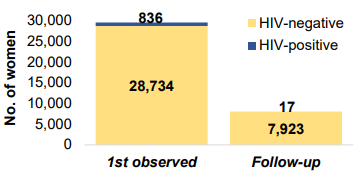 No. of women
30,000
25,000
20,000
15,000
10,000
5,000
0
836
28,734
17
7,923
1st observed
Follow-up
HIV-negative
HIV-positive